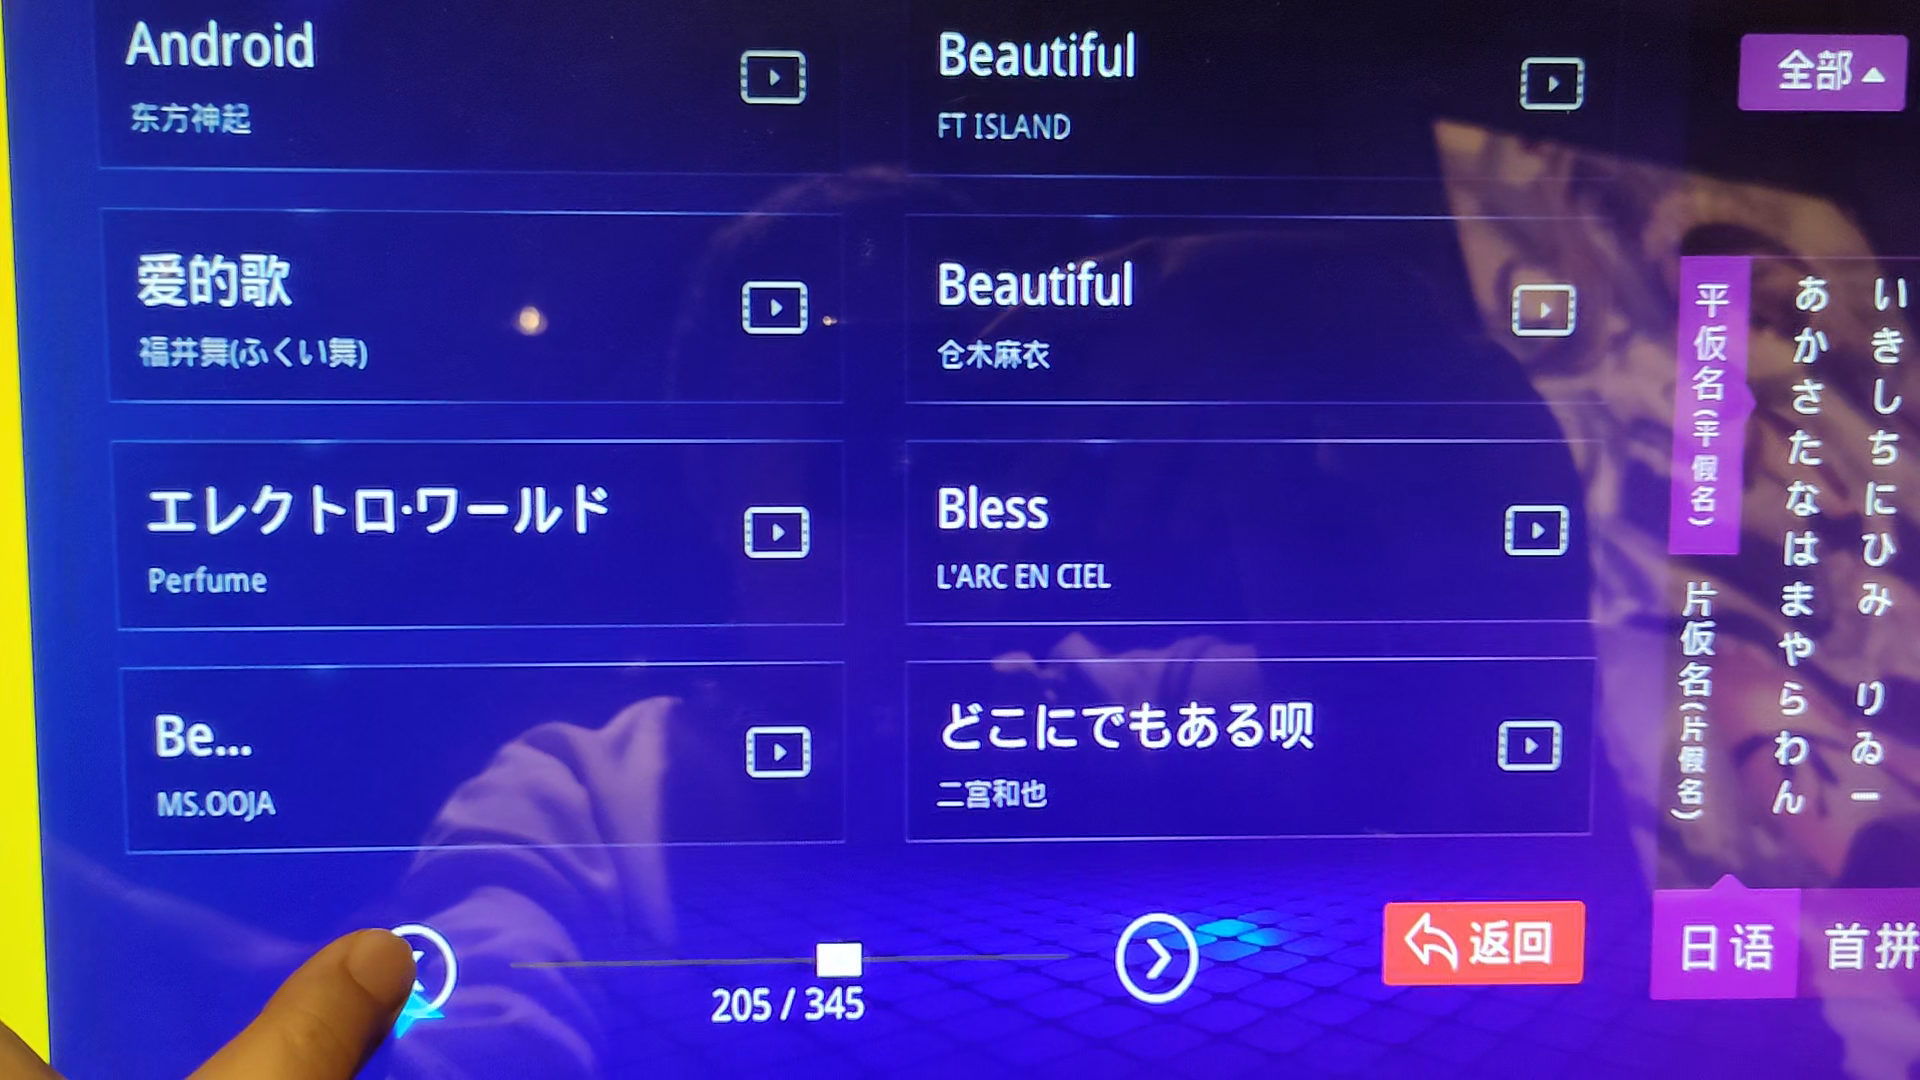 Android
东方神起
Beautiful
FT ISLAND
全部
爱的歌
福井舞(ふくい舞)
Beautiful
仓木麻衣
エレクトロ·ワールド
Perfume
Bless
L'ARC EN CIEL
Be...
MS.OOJA
どこにでもある呗
二宫和也
平仮名(平假名)
片仮名(片假名)
あかさたなはまやらわん
いきしちにひみ りゐー
205 / 345
返回
日语
首拼